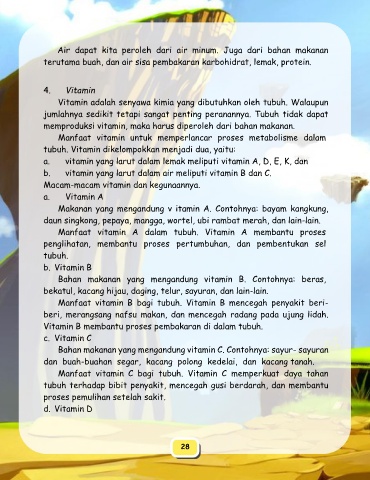 Air dapat kita peroleh dari air minum. Juga dari bahan makanan
terutama buah, dan air sisa pembakaran karbohidrat, lemak, protein.
4. Vitamin
Vitamin adalah senyawa kimia yang dibutuhkan oleh tubuh. Walaupun
jumlahnya sedikit tetapi sangat penting peranannya. Tubuh tidak dapat
memproduksi vitamin, maka harus diperoleh dari bahan makanan.
Manfaat vitamin untuk memperlancar proses metabolisme dalam
tubuh. Vitamin dikelompokkan menjadi dua, yaitu:
a. vitamin yang larut dalam lemak meliputi vitamin A, D, E, K, dan
b. vitamin yang larut dalam air meliputi vitamin B dan C.
Macam-macam vitamin dan kegunaannya.
a. Vitamin A
Makanan yang mengandung v itamin A. Contohnya: bayam, kangkung,
daun singkong, pepaya, mangga, wortel, ubi rambat merah, dan lain-lain.
Manfaat vitamin A dalam tubuh. Vitamin A membantu proses
penglihatan, membantu proses pertumbuhan, dan pembentukan sel
tubuh.
b. Vitamin B
Bahan makanan yang mengandung vitamin B. Contohnya: beras,
bekatul, kacang hijau, daging, telur, sayuran, dan lain-lain.
Manfaat vitamin B bagi tubuh. Vitamin B mencegah penyakit beri-
beri, merangsang nafsu makan, dan mencegah radang pada ujung lidah.
Vitamin B membantu proses pembakaran di dalam tubuh.
c. Vitamin C
Bahan makanan yang mengandung vitamin C. Contohnya: sayur- sayuran
dan buah-buahan segar, kacang polong kedelai, dan kacang tanah.
Manfaat vitamin C bagi tubuh. Vitamin C memperkuat daya tahan
tubuh terhadap bibit penyakit, mencegah gusi berdarah, dan membantu
proses pemulihan setelah sakit.
d. Vitamin D
28